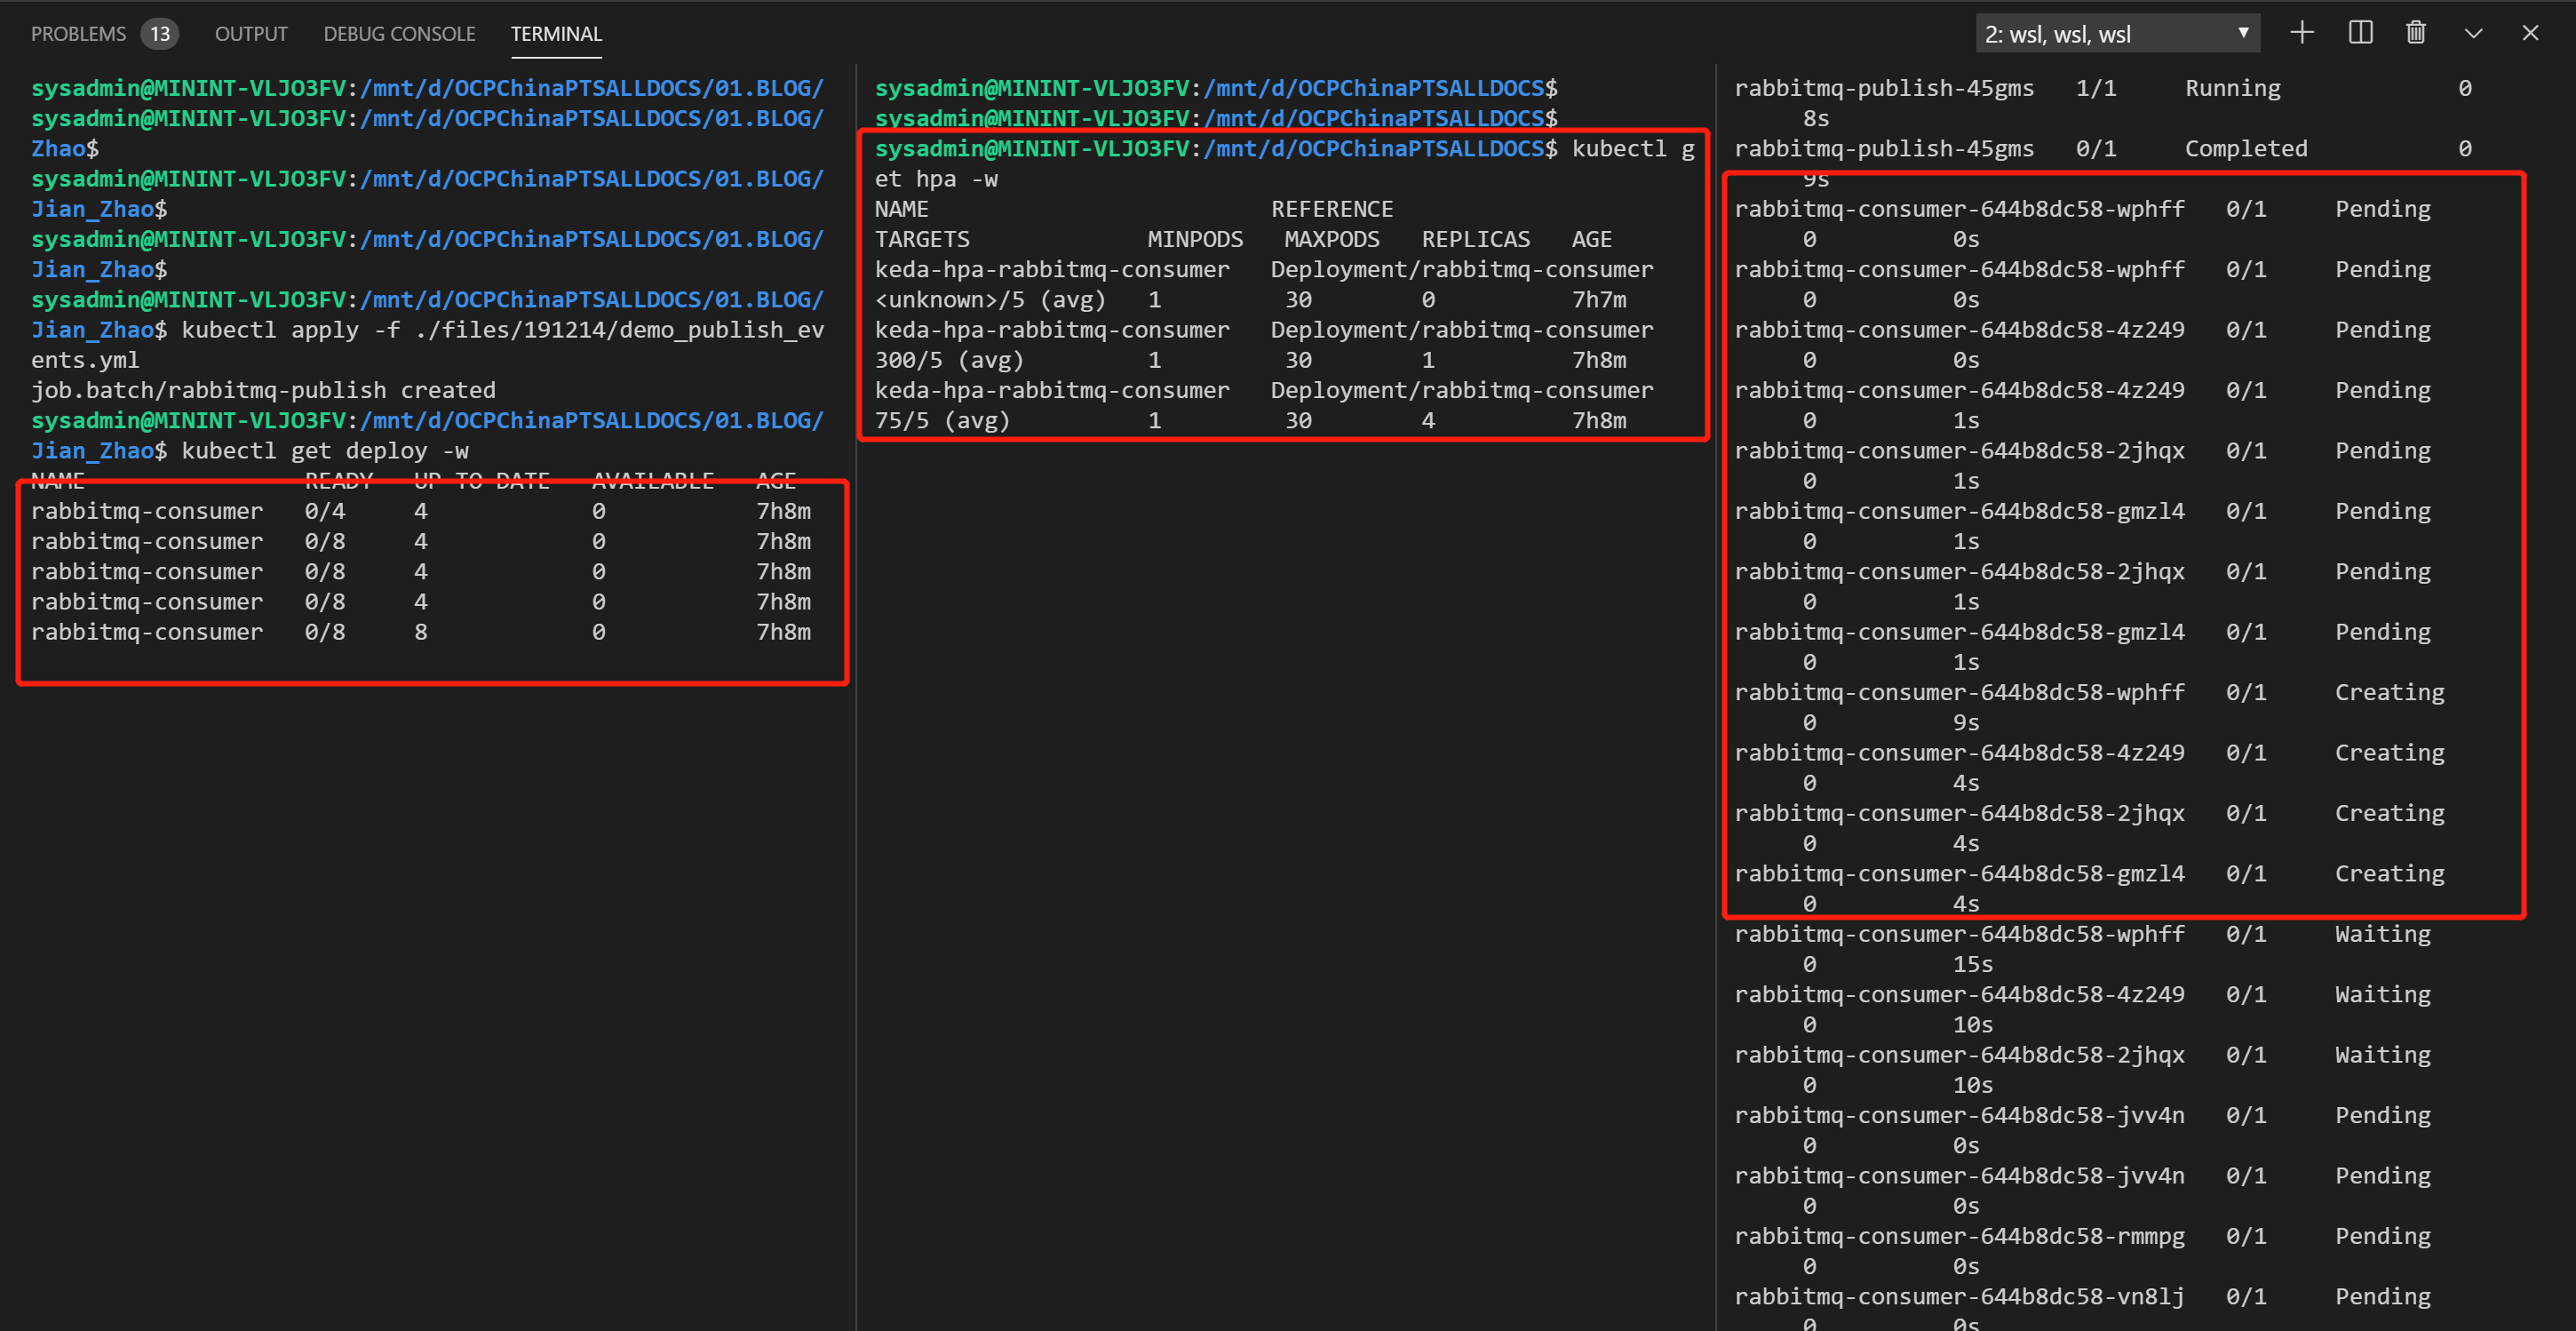 PROBLEMS 13 OUTPUT DEBUG CONSOLE TERMINAL 2: wsl, wsl, wsl
sysadmin@MININT-VLJO3FV:/mnt/d/OCPChinaPTSALLDOCS/01.BLOG/
sysadmin@MININT-VLJO3FV:/mnt/d/OCPChinaPTSALLDOCS/01.BLOG/
Zhao$
sysadmin@MININT-VLJO3FV:/mnt/d/OCPChinaPTSALLDOCS/01.BLOG/
Jian_Zhao$
sysadmin@MININT-VLJO3FV:/mnt/d/OCPChinaPTSALLDOCS/01.BLOG/
Jian_Zhao$
sysadmin@MININT-VLJO3FV:/mnt/d/OCPChinaPTSALLDOCS/01.BLOG/
Jian_Zhao$ kubectl apply -f ./files/191214/demo_publish_ev
ents.yml
job.batch/rabbitmq-publish created
sysadmin@MININT-VLJO3FV:/mnt/d/OCPChinaPTSALLDOCS/01.BLOG/
Jian_Zhao$ kubectl get deploy -w
NAME READY UP-TO-DATE AVAILABLE AGE
rabbitmq-consumer 0/4 4 0 7h8m
rabbitmq-consumer 0/8 4 0 7h8m
rabbitmq-consumer 0/8 4 0 7h8m
rabbitmq-consumer 0/8 4 0 7h8m
rabbitmq-consumer 0/8 8 0 7h8m
sysadmin@MININT-VLJO3FV:/mnt/d/OCPChinaPTSALLDOCS$
sysadmin@MININT-VLJO3FV:/mnt/d/OCPChinaPTSALLDOCS$
sysadmin@MININT-VLJO3FV:/mnt/d/OCPChinaPTSALLDOCS$ kubectl g
et hpa -w
NAME REFERENCE
TARGETS MINPODS MAXPODS REPLICAS AGE
keda-hpa-rabbitmq-consumer Deployment/rabbitmq-consumer
<unknown>/5 (avg) 1 30 0 7h7m
keda-hpa-rabbitmq-consumer Deployment/rabbitmq-consumer
300/5 (avg) 1 30 1 7h8m
keda-hpa-rabbitmq-consumer Deployment/rabbitmq-consumer
75/5 (avg) 1 30 4 7h8m
rabbitmq-publish-45gms 1/1 Running 0
8s
rabbitmq-publish-45gms 0/1 Completed 0
9s
rabbitmq-consumer-644b8dc58-wphff 0/1 Pending
0 0s
rabbitmq-consumer-644b8dc58-wphff 0/1 Pending
0 0s
rabbitmq-consumer-644b8dc58-4z249 0/1 Pending
0 0s
rabbitmq-consumer-644b8dc58-4z249 0/1 Pending
0 1s
rabbitmq-consumer-644b8dc58-2jhqx 0/1 Pending
0 1s
rabbitmq-consumer-644b8dc58-gmzl4 0/1 Pending
0 1s
rabbitmq-consumer-644b8dc58-2jhqx 0/1 Pending
0 1s
rabbitmq-consumer-644b8dc58-gmzl4 0/1 Pending
0 1s
rabbitmq-consumer-644b8dc58-wphff 0/1 Creating
0 9s
rabbitmq-consumer-644b8dc58-4z249 0/1 Creating
0 4s
rabbitmq-consumer-644b8dc58-2jhqx 0/1 Creating
0 4s
rabbitmq-consumer-644b8dc58-gmzl4 0/1 Creating
0 4s
rabbitmq-consumer-644b8dc58-wphff 0/1 Waiting
0 15s
rabbitmq-consumer-644b8dc58-4z249 0/1 Waiting
0 10s
rabbitmq-consumer-644b8dc58-2jhqx 0/1 Waiting
0 10s
rabbitmq-consumer-644b8dc58-jvv4n 0/1 Pending
0 0s
rabbitmq-consumer-644b8dc58-jvv4n 0/1 Pending
0 0s
rabbitmq-consumer-644b8dc58-rmmpg 0/1 Pending
0 0s
rabbitmq-consumer-644b8dc58-vn8lj 0/1 Pending
0 0s